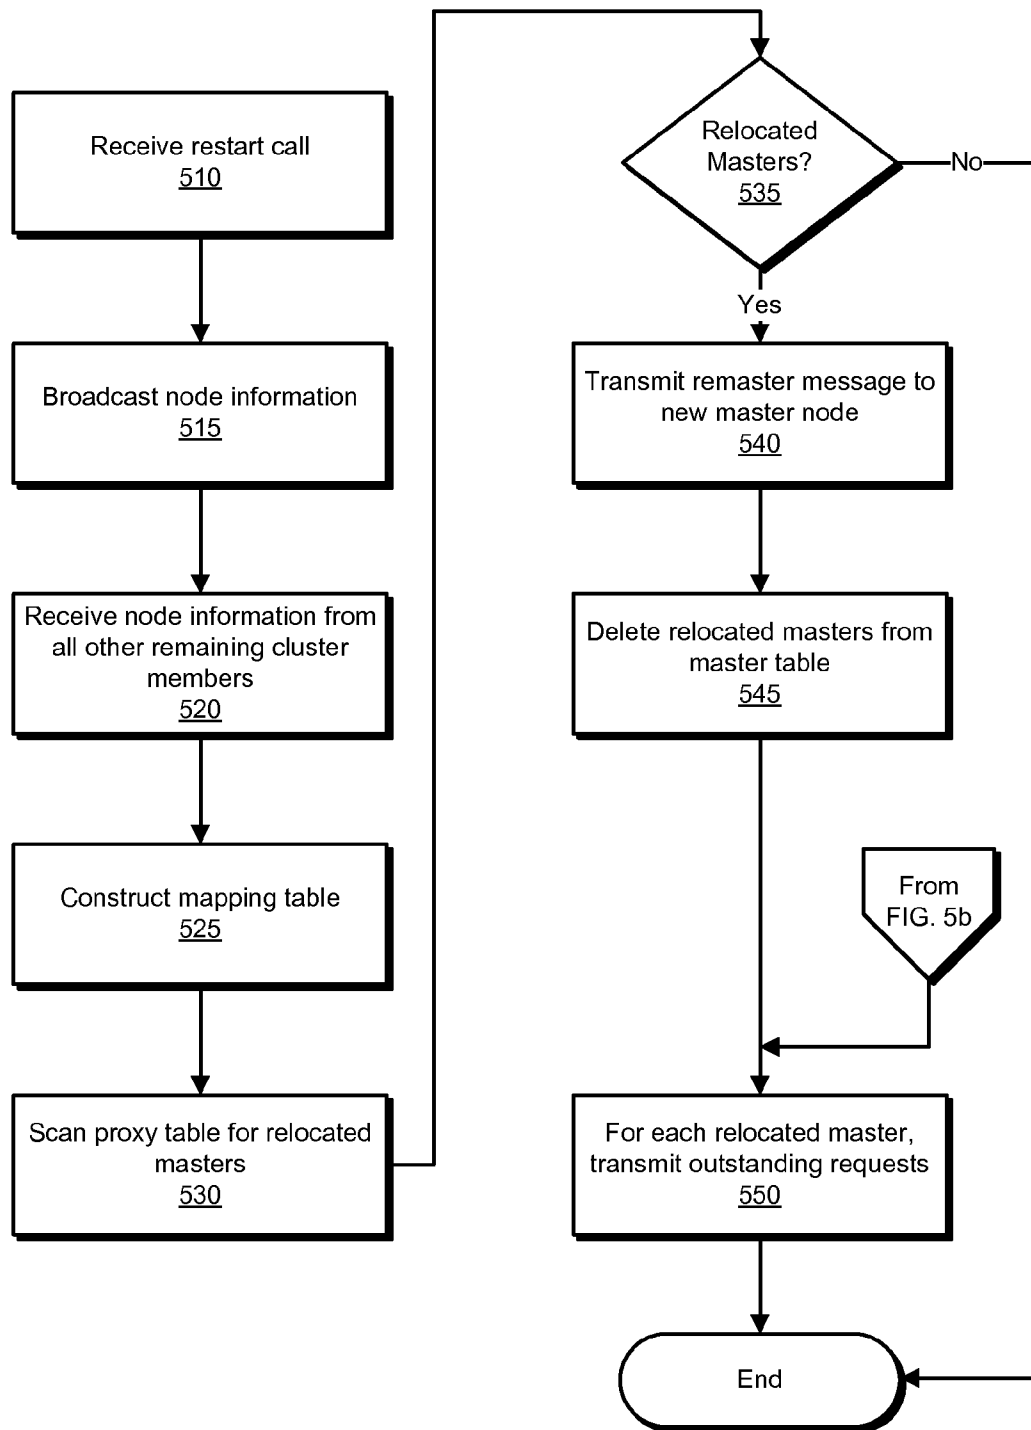 Receive restart call
510
Broadcast node information
515
Receive node information from
all other remaining cluster
members
520
Construct mapping table
525
Scan proxy table for relocated
masters
530
Relocated
Masters?
535
No
Yes
Transmit remaster message to
new master node
540
Delete relocated masters from
master table
545
From
FIG. 5b
For each relocated master,
transmit outstanding requests
550
End